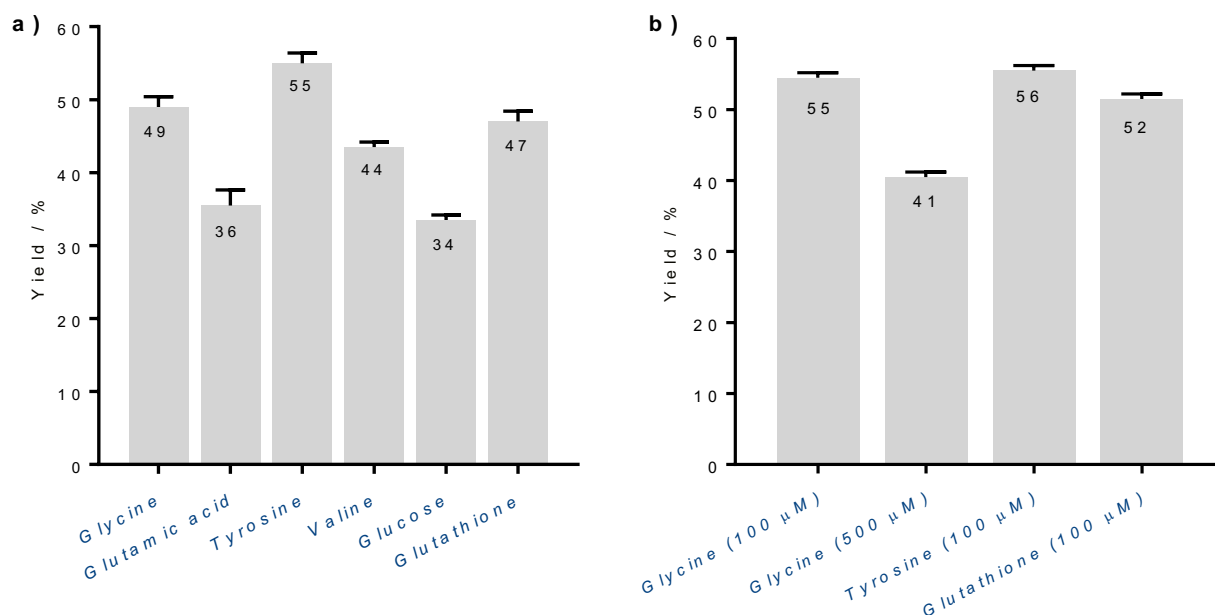 a)
60
50
40
30
20
10
0
Yield / %
49
36
55
44
34
47
Glycine
Glutamic acid
Tyrosine
Valine
Glucose
Glutathione
b)
60
50
40
30
20
10
0
Yield / %
55
41
56
52
Glycine (100 μM)
Glycine (500 μM)
Tyrosine (100 μM)
Glutathione (100 μM)